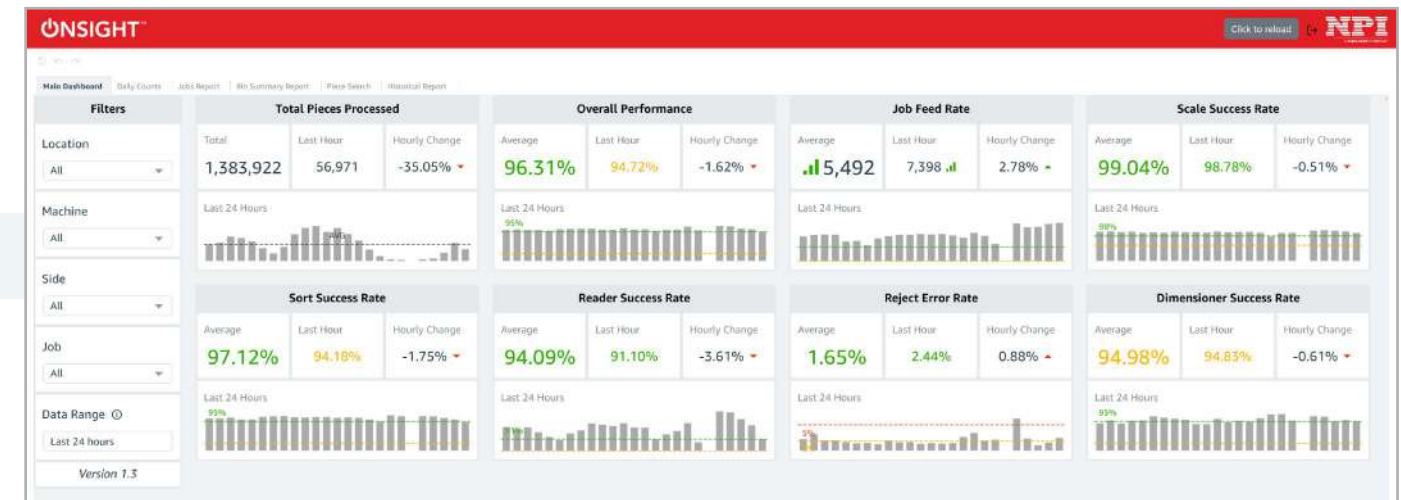 ONSIGHT™
Click to reload
NPI
Main Dashboard Daily Counts Jobs Report Bin Summary Report Piece Search Historical Report
Filters
Location
All
Machine
All
Side
All
Job
All
Data Range
Last 24 hours
Version 1.3
Total Pieces Processed
Total Last Hour Hourly Change
1,383,922 56,971 -35.05%
Last 24 Hours
AVG
Overall Performance
Average Last Hour Hourly Change
96.31% 94.72% -1.62%
Last 24 Hours
95%
Job Feed Rate
Average Last Hour Hourly Change
5,492 7,398 2.78%
Last 24 Hours
Scale Success Rate
Average Last Hour Hourly Change
99.04% 98.78% -0.51%
Last 24 Hours
98%
Sort Success Rate
Average Last Hour Hourly Change
97.12% 94.18% -1.75%
Last 24 Hours
95%
Reader Success Rate
Average Last Hour Hourly Change
94.09% 91.10% -3.61%
Last 24 Hours
Reject Error Rate
Average Last Hour Hourly Change
1.65% 2.44% 0.88%
Last 24 Hours
5%
Dimensioner Success Rate
Average Last Hour Hourly Change
94.98% 94.83% -0.61%
Last 24 Hours
95%